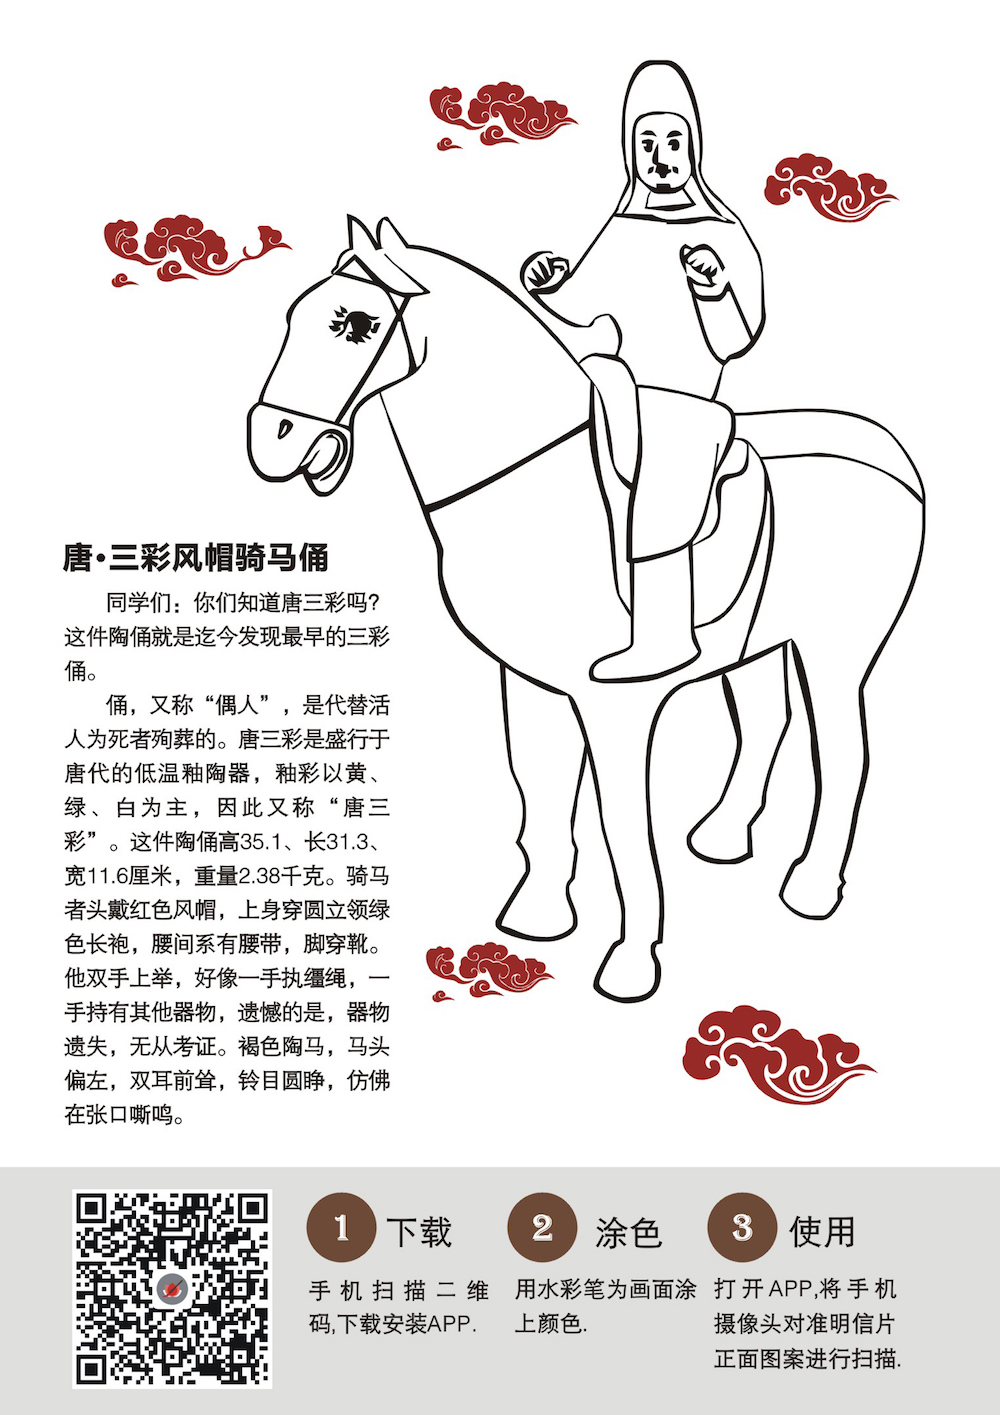 唐·三彩风帽骑马俑
同学们：你们知道唐三彩吗？
这件陶俑就是迄今发现最早的三彩
俑。
俑，又称“偶人”，是代替活
人为死者殉葬的。唐三彩是盛行于
唐代的低温釉陶器，釉彩以黄、
绿、白为主，因此又称“唐三
彩”。这件陶俑高35.1、长31.3、
宽11.6厘米，重量2.38千克。骑马
者头戴红色风帽，上身穿圆立领绿
色长袍，腰间系有腰带，脚穿靴。
他双手上举，好像一手执缰绳，一
手持有其他器物，遗憾的是，器物
遗失，无从考证。褐色陶马，马头
偏左，双耳前耸，铃目圆睁，仿佛
在张口嘶鸣。
1 下载
手机扫描二维
码,下载安装APP.
2 涂色
用水彩笔为画面涂
上颜色.
3 使用
打开APP,将手机
摄像头对准明信片
正面图案进行扫描.